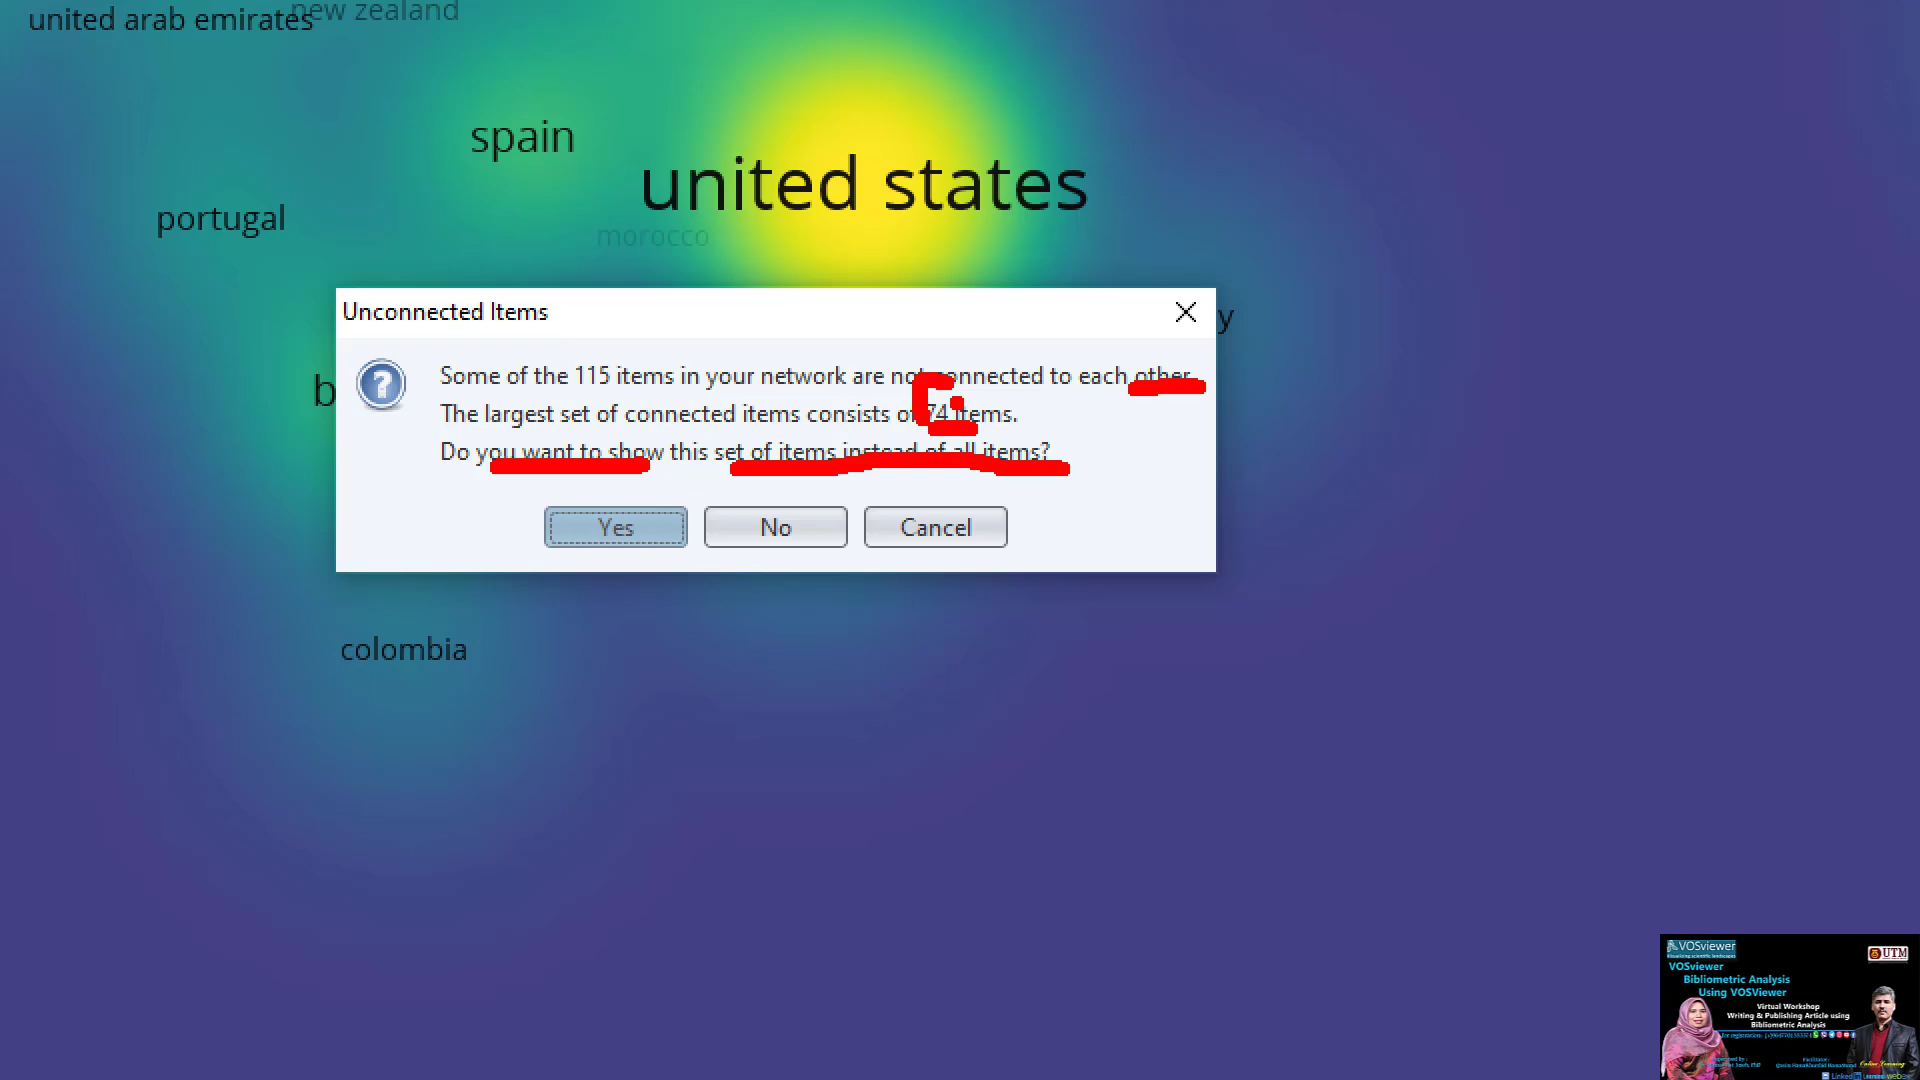 new zealand
united arab emirates
spain
united states
portugal
morocco
Unconnected Items
y
b
Some of the 115 items in your network are not connected to each other.
The largest set of connected items consists of 74 items.
Do you want to show this set of items instead of all items?
Yes
No
Cancel
colombia
VOSviewer
UTM
VOSviewer
Bibliometric Analysis
Using VOSViewer
Virtual Workshop
Writing & Publishing Article using
Bibliometric Analysis
Online Learning